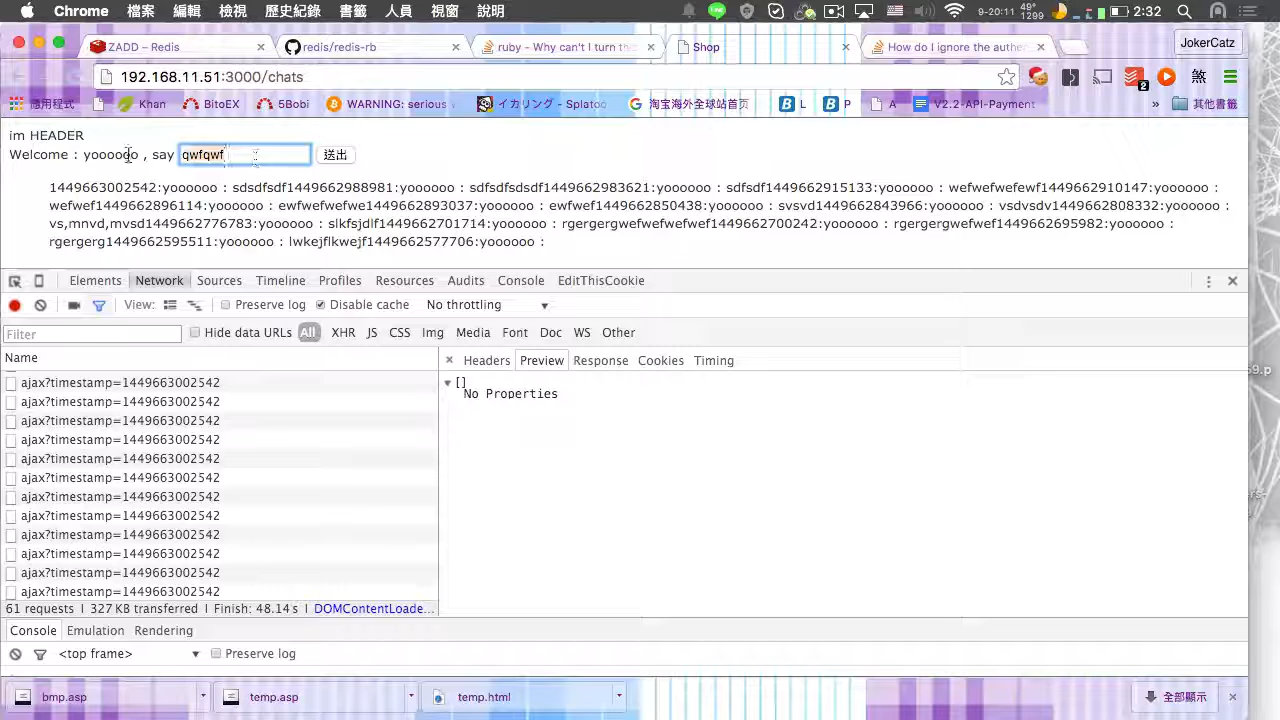 Chrome 檔案 編輯 檢視 歷史紀錄 書籤 人員 視窗 說明 9-20011 48° 1299 2:32
ZADD – Redis redis/redis-rb ruby - Why can't I turn thi Shop How do I ignore the auther JokerCatz
192.168.11.51:3000/chats 2 煞
應用程式 Khan BitoEX 5Bobi WARNING: serious イカリング - Splatoo 淘宝海外全球站首页 L P A V2.2-API-Payment » 其他書籤
im HEADER
Welcome : yoooooo , say qwfqwf 送出
1449663002542:yoooooo : sdsdfsdf1449662988981:yoooooo : sdfsdfsdsdf1449662983621:yoooooo : sdfsdf1449662915133:yoooooo : wefwefwefewf1449662910147:yoooooo :
wefwef1449662896114:yoooooo : ewfwefwefwe1449662893037:yoooooo : ewfwef1449662850438:yoooooo : svsvd1449662843966:yoooooo : vsdvsdv1449662808332:yoooooo :
vs,mnvd,mvsd1449662776783:yoooooo : slkfsjdlf1449662701714:yoooooo : rgergergwefwefwefwef1449662700242:yoooooo : rgergergwefwef1449662695982:yoooooo :
rgergerg1449662595511:yoooooo : lwkejflkwejf1449662577706:yoooooo :
Elements Network Sources Timeline Profiles Resources Audits Console EditThisCookie
View: Preserve log Disable cache No throttling
Filter Hide data URLs All XHR JS CSS Img Media Font Doc WS Other
Name Headers Preview Response Cookies Timing
ajax?timestamp=1449663002542 []
No Properties
ajax?timestamp=1449663002542
ajax?timestamp=1449663002542
ajax?timestamp=1449663002542
ajax?timestamp=1449663002542
ajax?timestamp=1449663002542
ajax?timestamp=1449663002542
ajax?timestamp=1449663002542
ajax?timestamp=1449663002542
ajax?timestamp=1449663002542
ajax?timestamp=1449663002542
ajax?timestamp=1449663002542
61 requests | 327 KB transferred | Finish: 48.14 s | DOMContentLoade...
Console Emulation Rendering
<top frame> Preserve log
bmp.asp temp.asp temp.html 全部顯示